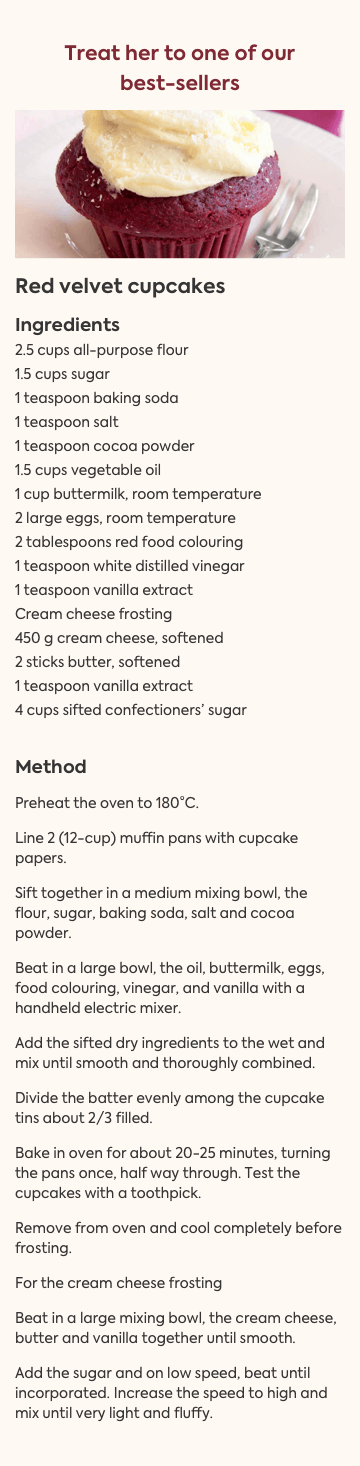 Treat her to one of our
best-sellers
Red velvet cupcakes
Ingredients
2.5 cups all-purpose flour
1.5 cups sugar
1 teaspoon baking soda
1 teaspoon salt
1 teaspoon cocoa powder
1.5 cups vegetable oil
1 cup buttermilk, room temperature
2 large eggs, room temperature
2 tablespoons red food colouring
1 teaspoon white distilled vinegar
1 teaspoon vanilla extract
Cream cheese frosting
450 g cream cheese, softened
2 sticks butter, softened
1 teaspoon vanilla extract
4 cups sifted confectioners’ sugar
Method
Preheat the oven to 180°C.
Line 2 (12-cup) muffin pans with cupcake
papers.
Sift together in a medium mixing bowl, the
flour, sugar, baking soda, salt and cocoa
powder.
Beat in a large bowl, the oil, buttermilk, eggs,
food colouring, vinegar, and vanilla with a
handheld electric mixer.
Add the sifted dry ingredients to the wet and
mix until smooth and thoroughly combined.
Divide the batter evenly among the cupcake
tins about 2/3 filled.
Bake in oven for about 20-25 minutes, turning
the pans once, half way through. Test the
cupcakes with a toothpick.
Remove from oven and cool completely before
frosting.
For the cream cheese frosting
Beat in a large mixing bowl, the cream cheese,
butter and vanilla together until smooth.
Add the sugar and on low speed, beat until
incorporated. Increase the speed to high and
mix until very light and fluffy.